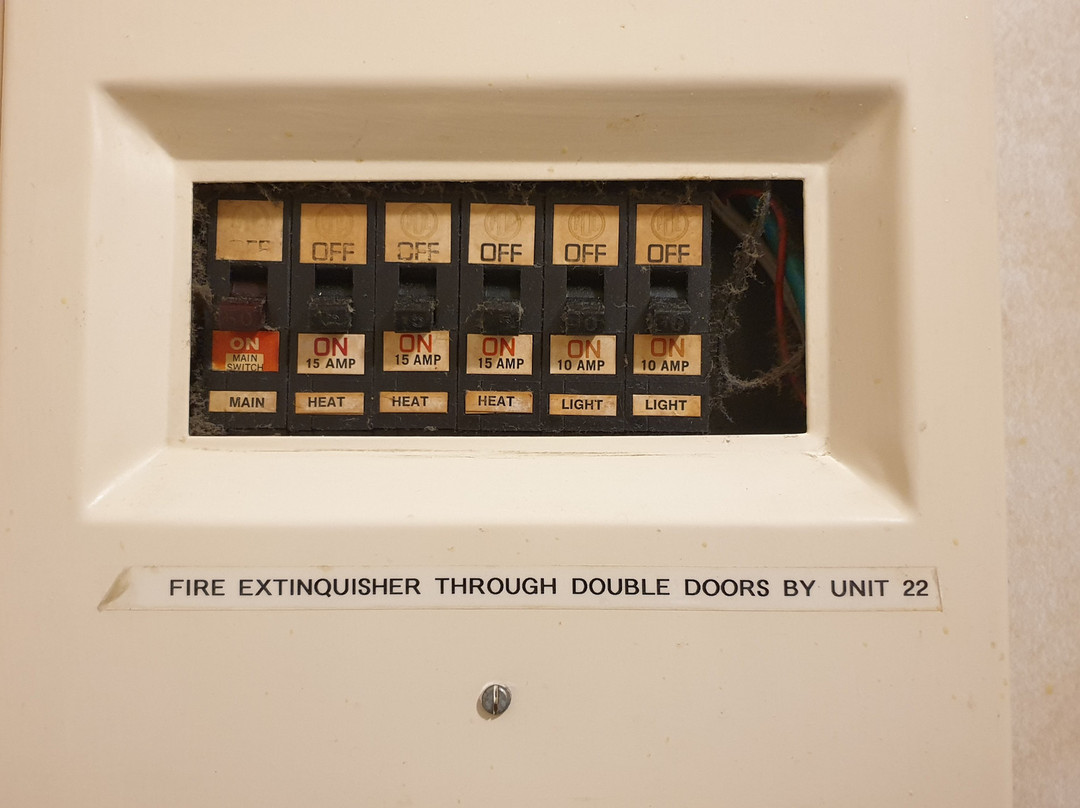 OFF OFF OFF OFF OFF OFF
ON ON ON ON ON ON
MAIN SWITCH 15 AMP 15 AMP 15 AMP 10 AMP 10 AMP
MAIN HEAT HEAT HEAT LIGHT LIGHT
FIRE EXTINQUISHER THROUGH DOUBLE DOORS BY UNIT 22